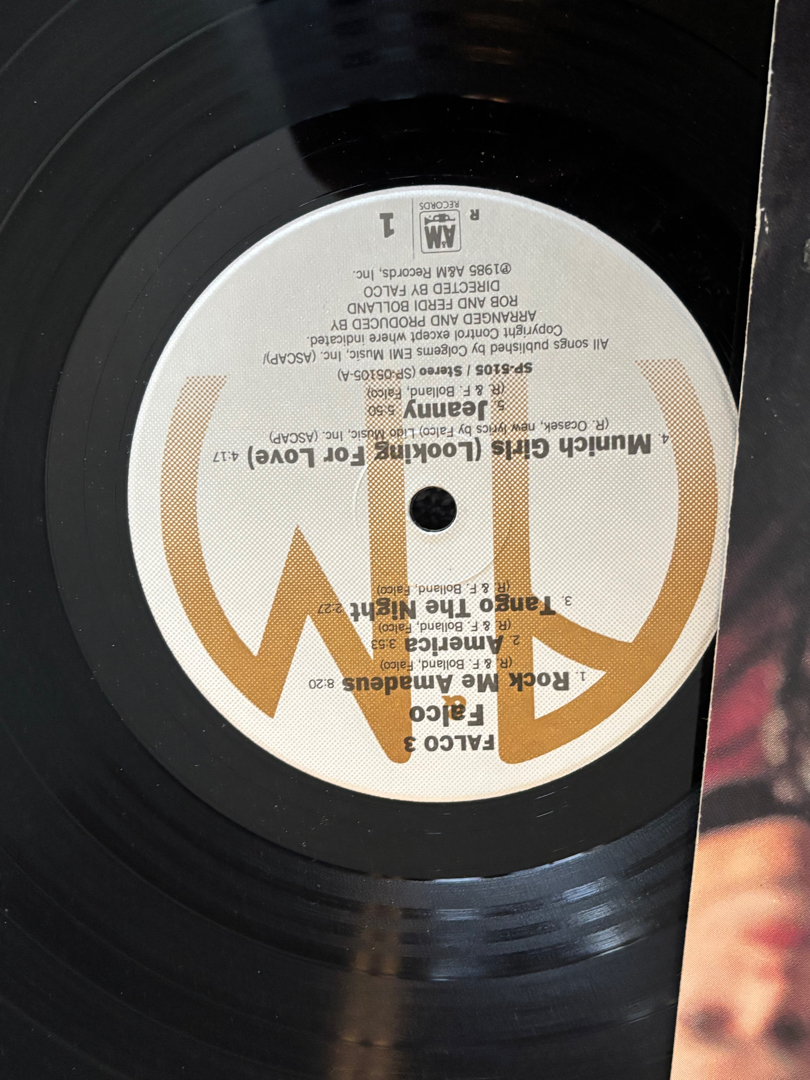 FALCO 3
Falco
1. Rock Me Amadeus 8:20
(R. & F. Bolland, Falco)
2. America 3:53
(R. & F. Bolland, Falco)
3. Tango The Night 2:27
(R. & F. Bolland, Falco)
4. Munich Girls (Looking For Love) 4:17
(R. Ocasek, new lyrics by Falco) Lido Music, Inc. (ASCAP)
5. Jeanny 5:50
(R. & F. Bolland, Falco)
SP-5105 / Stereo (SP-05105-A)
All songs published by Colgems EMI Music, Inc. (ASCAP)/
Copyright Control except where indicated.
ARRANGED AND PRODUCED BY
ROB AND FERDI BOLLAND
DIRECTED BY FALCO
℗1985 A&M Records, Inc.
R A&M RECORDS 1